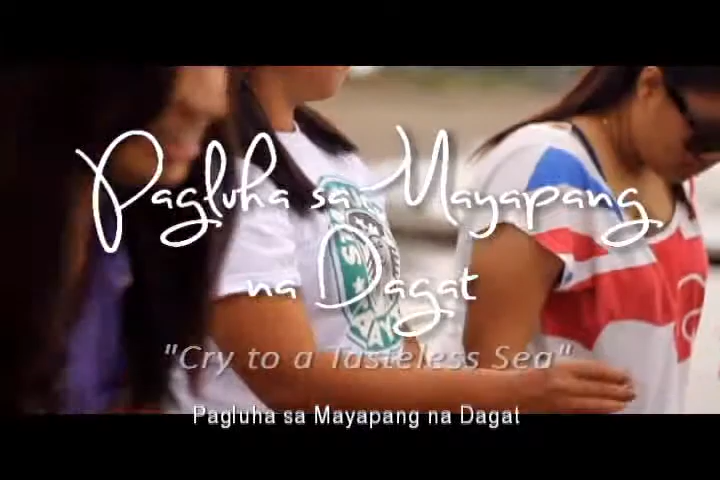 Pagluha sa Mayapang
na Dagat
"Cry to a Tasteless Sea"
Pagluha sa Mayapang na Dagat